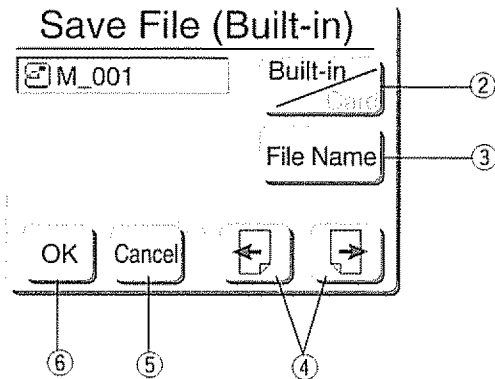 Save File (Built-in)
M_001
Built-in
Card
②
File Name
③
OK
Cancel
⑥
⑤
④